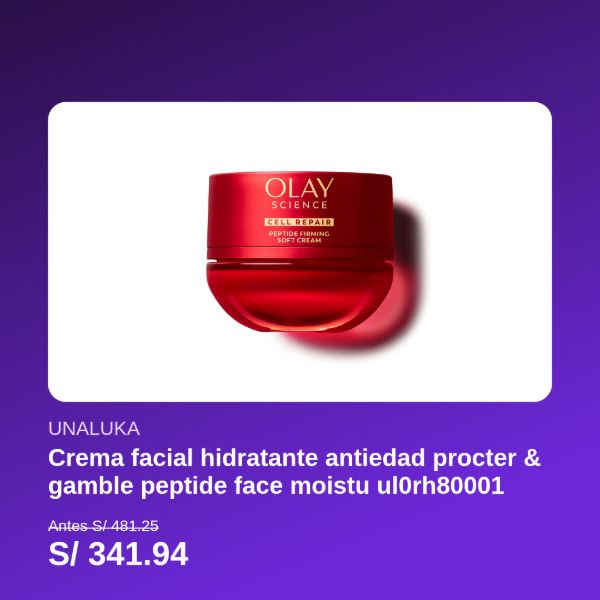 OLAY
SCIENCE
CELL REPAIR
PEPTIDE FIRMING
SOFT CREAM
UNALUKA
Crema facial hidratante antiedad procter &
gamble peptide face moistu ul0rh80001
Antes S/ 481.25
S/ 341.94